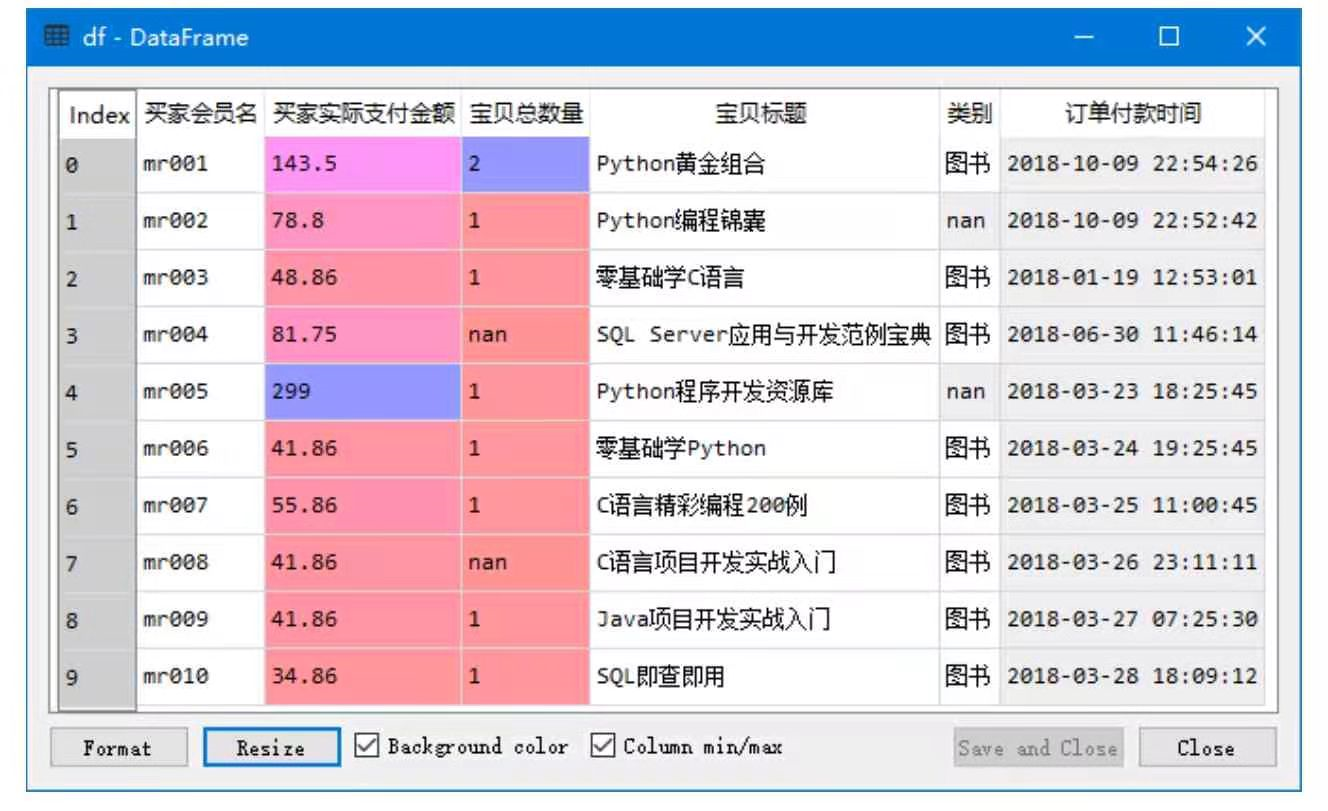 df - DataFrame
Index 买家会员名 买家实际支付金额 宝贝总数量 宝贝标题 类别 订单付款时间
0 mr001 143.5 2 Python黄金组合 图书 2018-10-09 22:54:26
1 mr002 78.8 1 Python编程锦囊 nan 2018-10-09 22:52:42
2 mr003 48.86 1 零基础学C语言 图书 2018-01-19 12:53:01
3 mr004 81.75 nan SQL Server应用与开发范例宝典 图书 2018-06-30 11:46:14
4 mr005 299 1 Python程序开发资源库 nan 2018-03-23 18:25:45
5 mr006 41.86 1 零基础学Python 图书 2018-03-24 19:25:45
6 mr007 55.86 1 C语言精彩编程200例 图书 2018-03-25 11:00:45
7 mr008 41.86 nan C语言项目开发实战入门 图书 2018-03-26 23:11:11
8 mr009 41.86 1 Java项目开发实战入门 图书 2018-03-27 07:25:30
9 mr010 34.86 1 SQL即查即用 图书 2018-03-28 18:09:12
Format Resize Background color Column min/max Save and Close Close